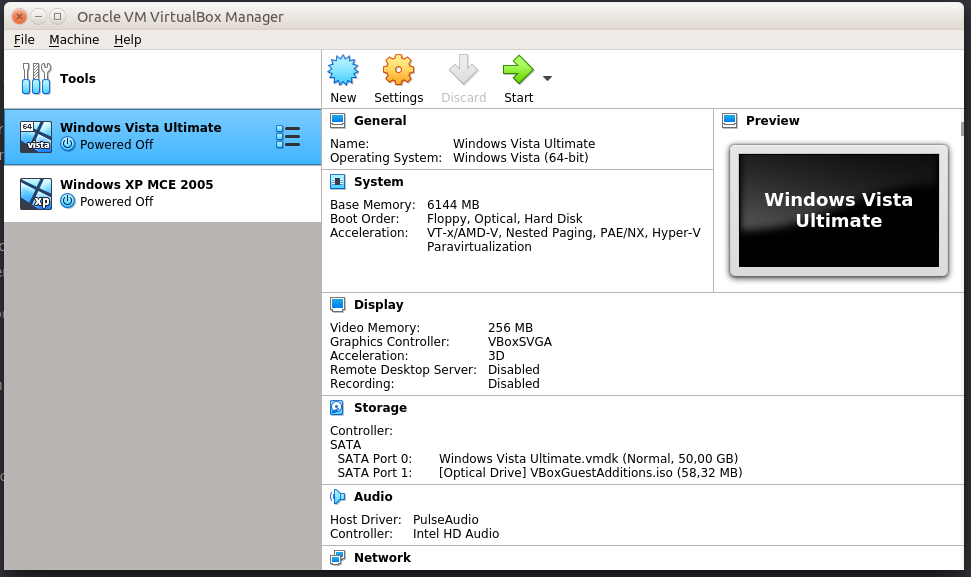 Oracle VM VirtualBox Manager
File Machine Help
Tools
New Settings Discard Start
64
vista
Windows Vista Ultimate
Powered Off
xp
Windows XP MCE 2005
Powered Off
General
Name: Windows Vista Ultimate
Operating System: Windows Vista (64-bit)
System
Base Memory: 6144 MB
Boot Order: Floppy, Optical, Hard Disk
Acceleration: VT-x/AMD-V, Nested Paging, PAE/NX, Hyper-V
Paravirtualization
Preview
Windows Vista
Ultimate
Display
Video Memory: 256 MB
Graphics Controller: VBoxSVGA
Acceleration: 3D
Remote Desktop Server: Disabled
Recording: Disabled
Storage
Controller:
SATA
SATA Port 0: Windows Vista Ultimate.vmdk (Normal, 50,00 GB)
SATA Port 1: [Optical Drive] VBoxGuestAdditions.iso (58,32 MB)
Audio
Host Driver: PulseAudio
Controller: Intel HD Audio
Network